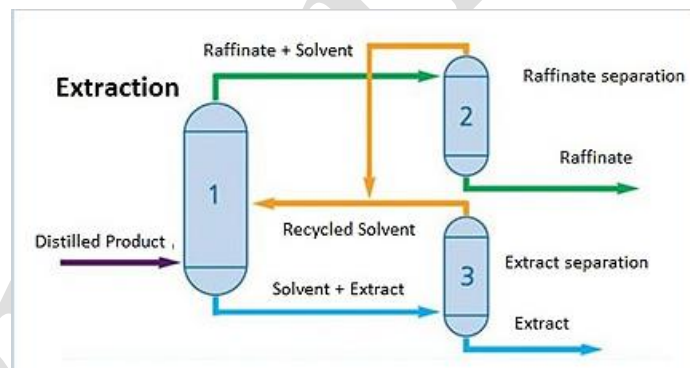 Raffinate + Solvent
Extraction
Raffinate separation
1
2
Raffinate
Distilled Product
Recycled Solvent
Extract separation
3
Solvent + Extract
Extract